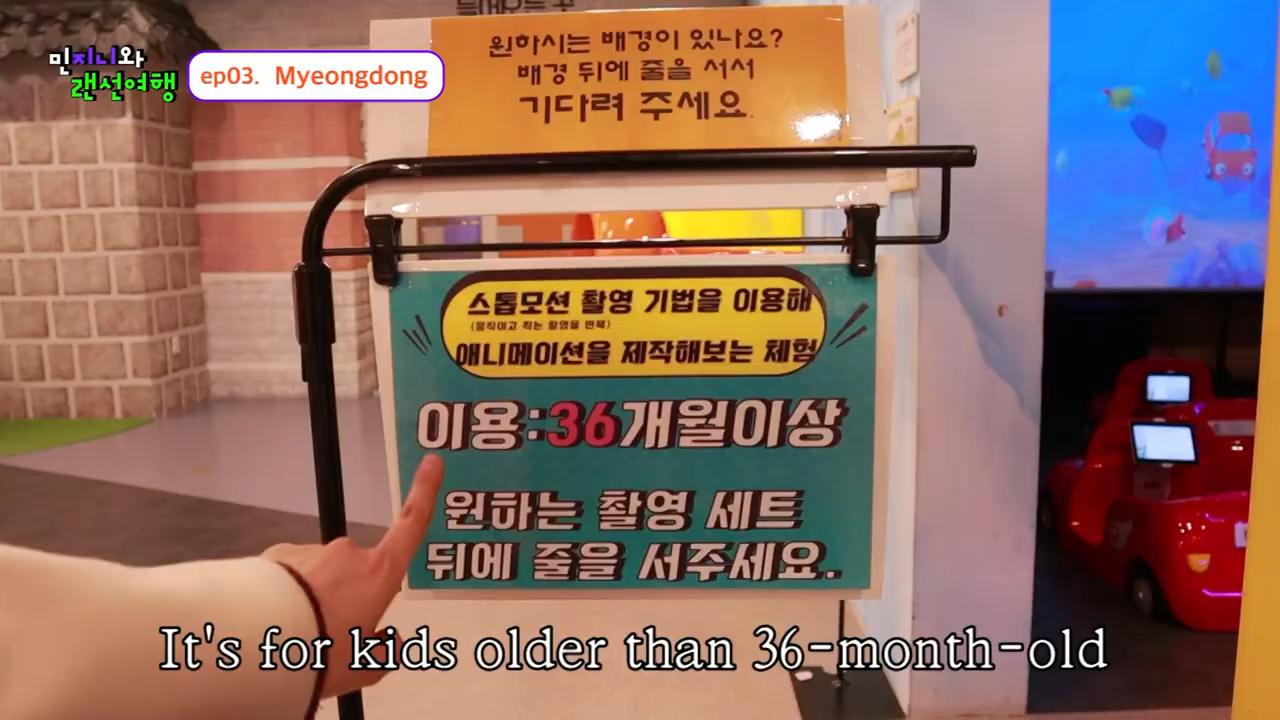 민지니와
랜선여행
ep03. Myeongdong
원하시는 배경이 있나요?
배경 뒤에 줄을 서서
기다려 주세요.
스톱모션 촬영 기법을 이용해
(움직이고 찍는 촬영을 반복)
애니메이션을 제작해보는 체험
이용:36개월이상
원하는 촬영 세트
뒤에 줄을 서주세요.
It's for kids older than 36-month-old